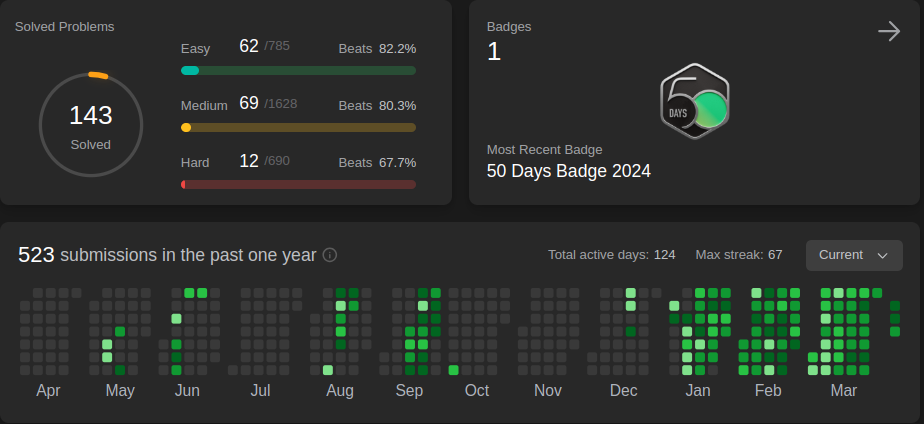 Solved Problems
143
Solved
Easy 62 /785 Beats 82.2%
Medium 69 /1628 Beats 80.3%
Hard 12 /690 Beats 67.7%
Badges
1
DAYS
Most Recent Badge
50 Days Badge 2024
523 submissions in the past one year
Total active days: 124 Max streak: 67 Current
Apr May Jun Jul Aug Sep Oct Nov Dec Jan Feb Mar